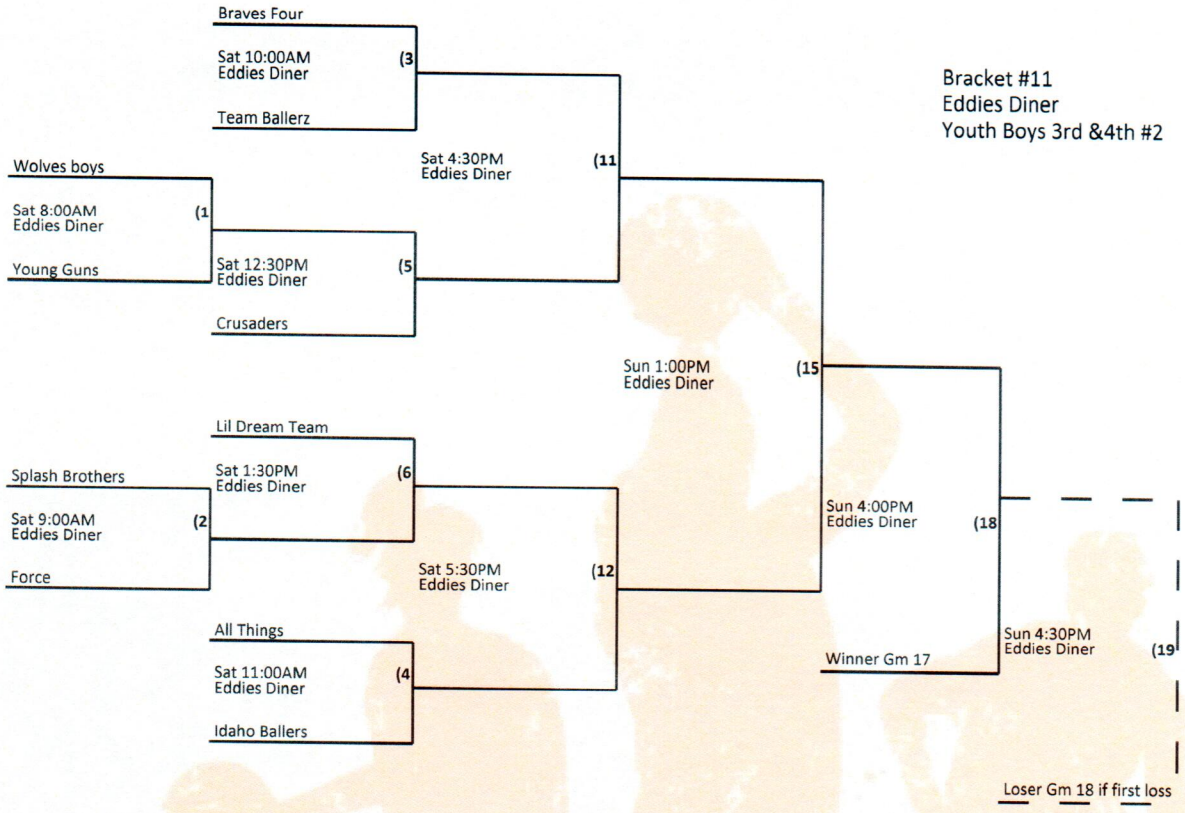 Braves Four
Sat 10:00AM
Eddies Diner
(3
Team Ballerz
Bracket #11
Eddies Diner
Youth Boys 3rd &4th #2
Sat 4:30PM
Eddies Diner
(11
Wolves boys
Sat 8:00AM
Eddies Diner
(1
Young Guns
Sat 12:30PM
Eddies Diner
(5
Crusaders
Sun 1:00PM
Eddies Diner
(15
Lil Dream Team
Sat 1:30PM
Eddies Diner
(6
Splash Brothers
Sat 9:00AM
Eddies Diner
(2
Force
Sat 5:30PM
Eddies Diner
(12
Sun 4:00PM
Eddies Diner
(18
All Things
Sat 11:00AM
Eddies Diner
(4
Idaho Ballers
Winner Gm 17
Sun 4:30PM
Eddies Diner
(19
Loser Gm 18 if first loss